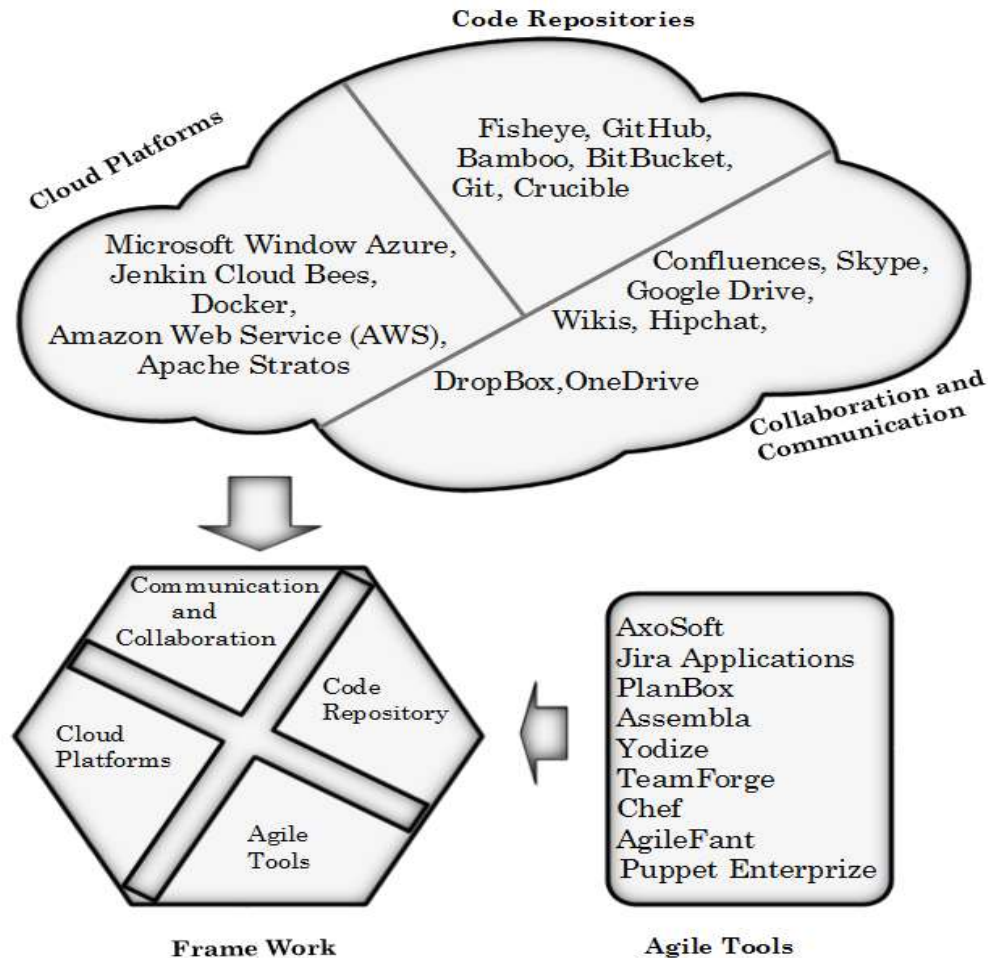 Code Repositories
Cloud Platforms
Fisheye, GitHub,
Bamboo, BitBucket,
Git, Crucible
Microsoft Window Azure,
Jenkin Cloud Bees,
Docker,
Amazon Web Service (AWS),
Apache Stratos
Confluences, Skype,
Google Drive,
Wikis, Hipchat,
DropBox,OneDrive
Collaboration and
Communication
Communication
and
Collaboration
Code
Repository
Cloud
Platforms
Agile
Tools
Frame Work
AxoSoft
Jira Applications
PlanBox
Assembla
Yodize
TeamForge
Chef
AgileFant
Puppet Enterprize
Agile Tools